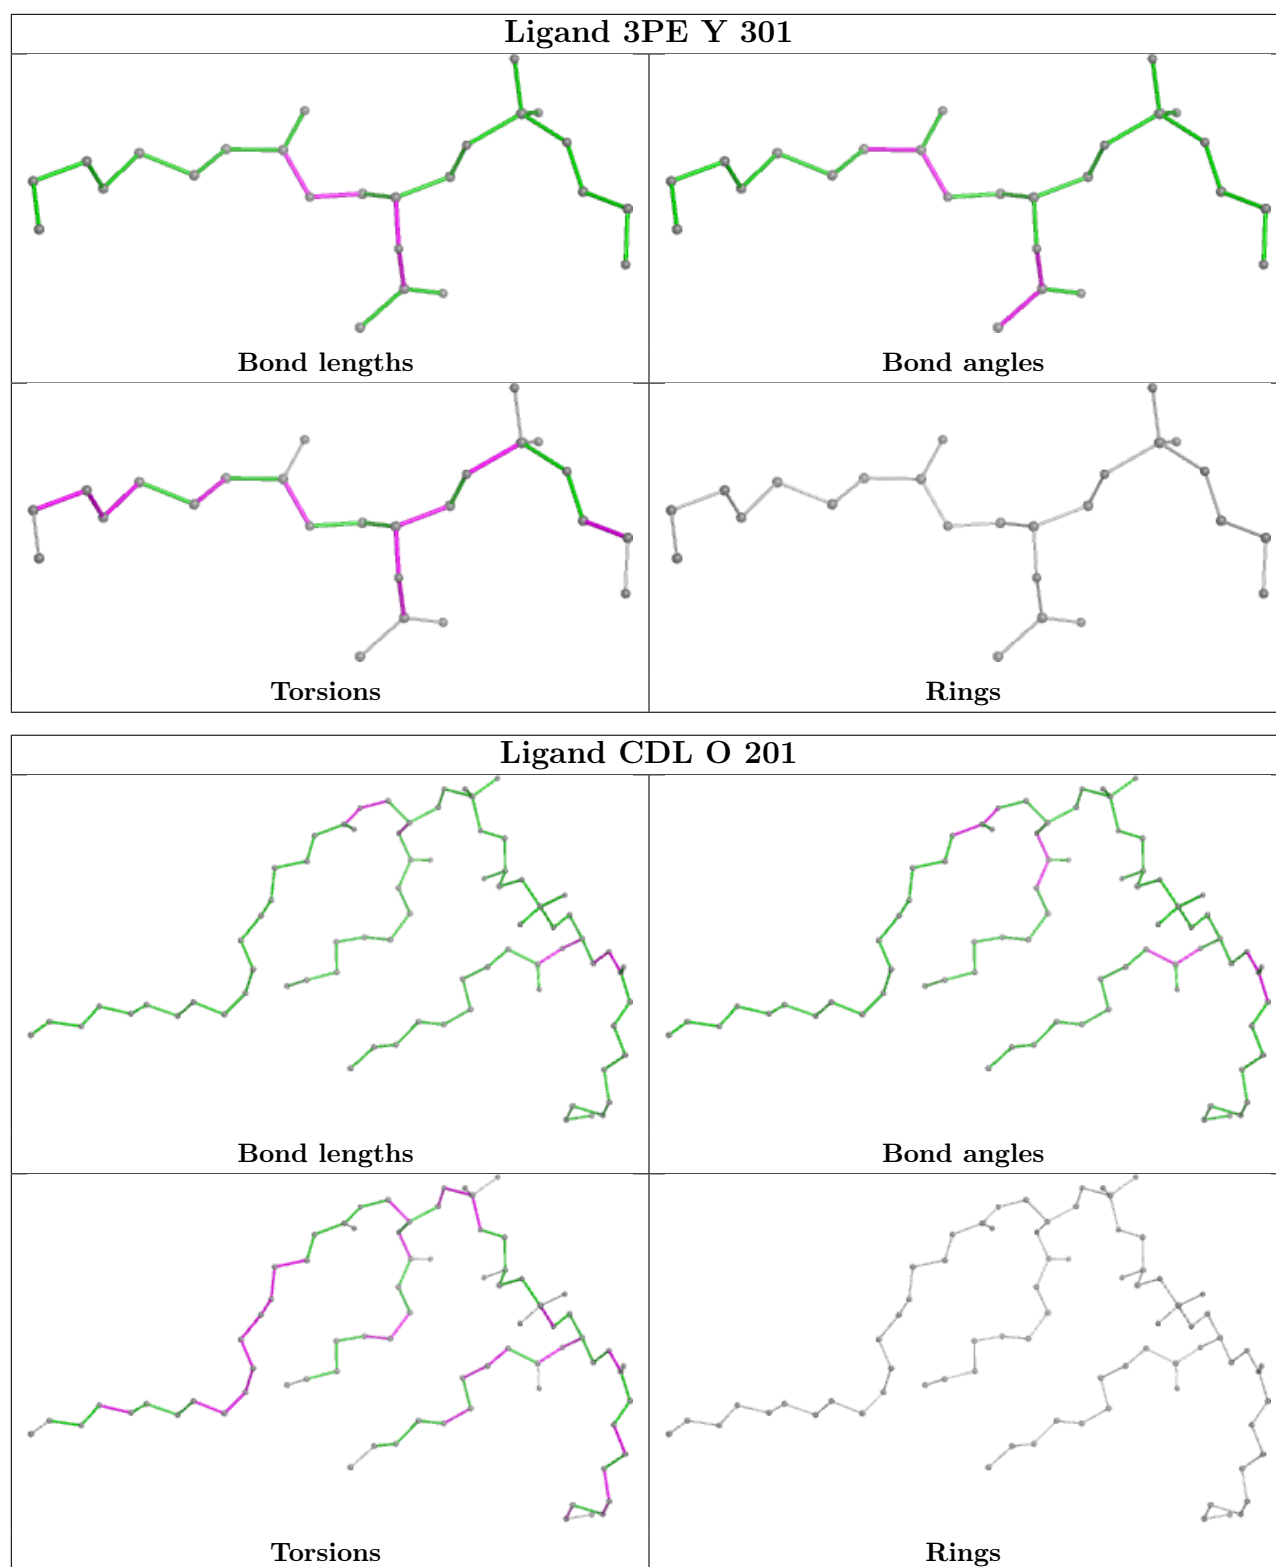 Ligand 3PE Y 301
Bond lengths
Bond angles
Torsions
Rings
Ligand CDL O 201
Bond lengths
Bond angles
Torsions
Rings